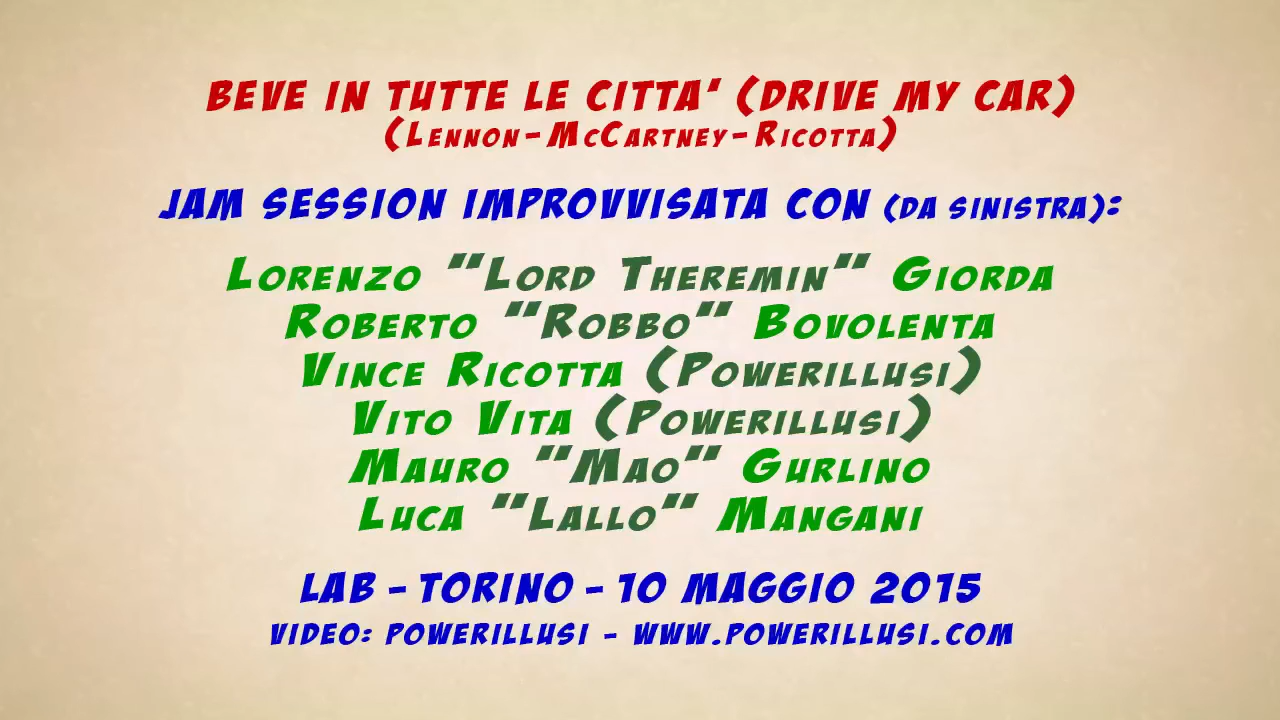 BEVE IN TUTTE LE CITTA' (DRIVE MY CAR)
(LENNON-MCCARTNEY-RICOTTA)
JAM SESSION IMPROVVISATA CON (DA SINISTRA):
LORENZO "LORD THEREMIN" GIORDA
ROBERTO "ROBBO" BOVOLENTA
VINCE RICOTTA (POWERILLUSI)
VITO VITA (POWERILLUSI)
MAURO "MAO" GURLINO
LUCA "LALLO" MANGANI
LAB - TORINO - 10 MAGGIO 2015
VIDEO: POWERILLUSI - WWW.POWERILLUSI.COM